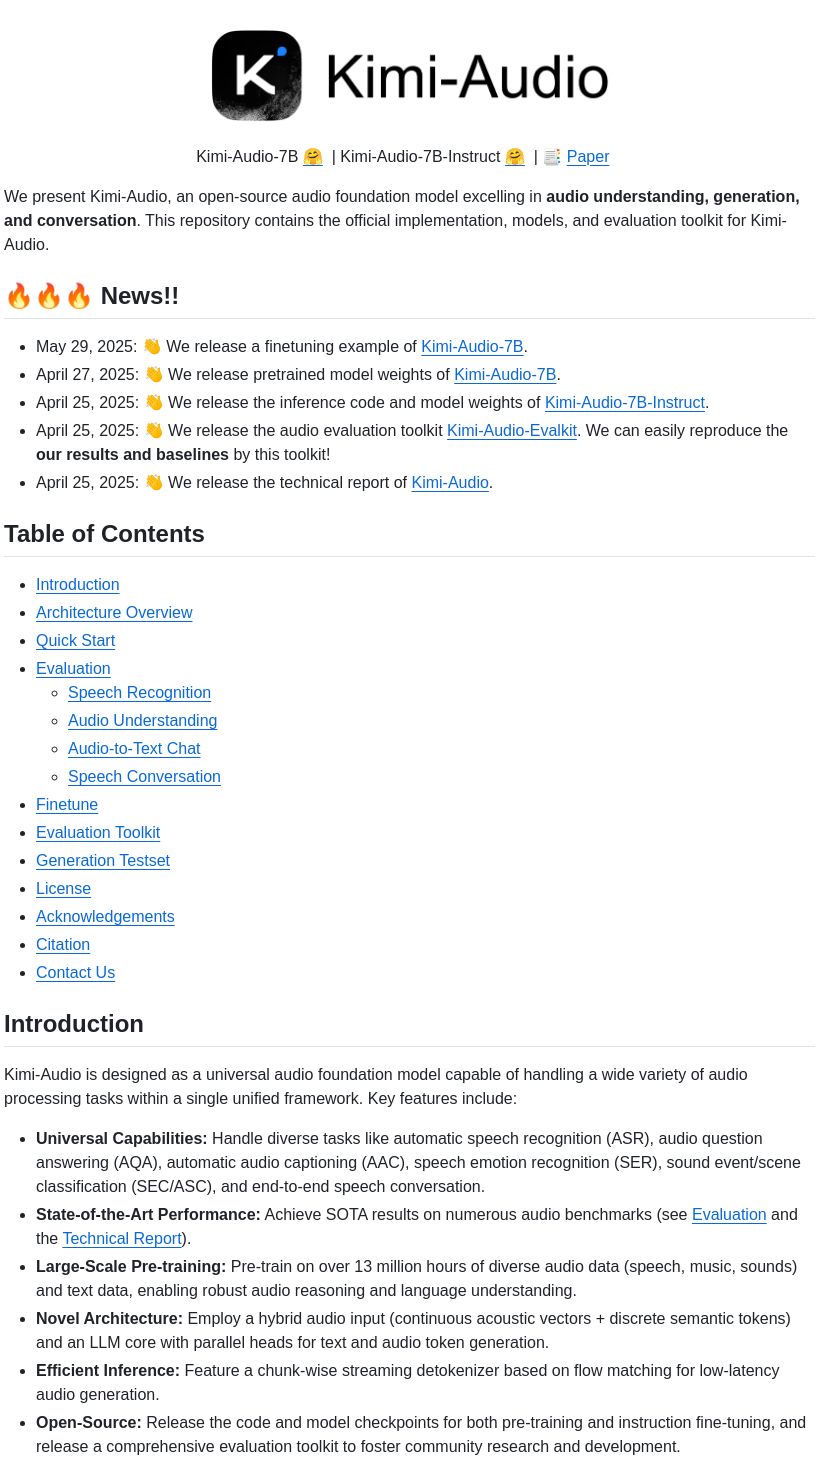 K Kimi-Audio
Kimi-Audio-7B 🤗 | Kimi-Audio-7B-Instruct 🤗 | 📑 Paper
We present Kimi-Audio, an open-source audio foundation model excelling in audio understanding, generation,
and conversation. This repository contains the official implementation, models, and evaluation toolkit for Kimi-
Audio.
🔥🔥🔥 News!!
• May 29, 2025: 👋 We release a finetuning example of Kimi-Audio-7B.
• April 27, 2025: 👋 We release pretrained model weights of Kimi-Audio-7B.
• April 25, 2025: 👋 We release the inference code and model weights of Kimi-Audio-7B-Instruct.
• April 25, 2025: 👋 We release the audio evaluation toolkit Kimi-Audio-Evalkit. We can easily reproduce the
our results and baselines by this toolkit!
• April 25, 2025: 👋 We release the technical report of Kimi-Audio.
Table of Contents
• Introduction
• Architecture Overview
• Quick Start
• Evaluation
◦ Speech Recognition
◦ Audio Understanding
◦ Audio-to-Text Chat
◦ Speech Conversation
• Finetune
• Evaluation Toolkit
• Generation Testset
• License
• Acknowledgements
• Citation
• Contact Us
Introduction
Kimi-Audio is designed as a universal audio foundation model capable of handling a wide variety of audio
processing tasks within a single unified framework. Key features include:
• Universal Capabilities: Handle diverse tasks like automatic speech recognition (ASR), audio question
answering (AQA), automatic audio captioning (AAC), speech emotion recognition (SER), sound event/scene
classification (SEC/ASC), and end-to-end speech conversation.
• State-of-the-Art Performance: Achieve SOTA results on numerous audio benchmarks (see Evaluation and
the Technical Report).
• Large-Scale Pre-training: Pre-train on over 13 million hours of diverse audio data (speech, music, sounds)
and text data, enabling robust audio reasoning and language understanding.
• Novel Architecture: Employ a hybrid audio input (continuous acoustic vectors + discrete semantic tokens)
and an LLM core with parallel heads for text and audio token generation.
• Efficient Inference: Feature a chunk-wise streaming detokenizer based on flow matching for low-latency
audio generation.
• Open-Source: Release the code and model checkpoints for both pre-training and instruction fine-tuning, and
release a comprehensive evaluation toolkit to foster community research and development.